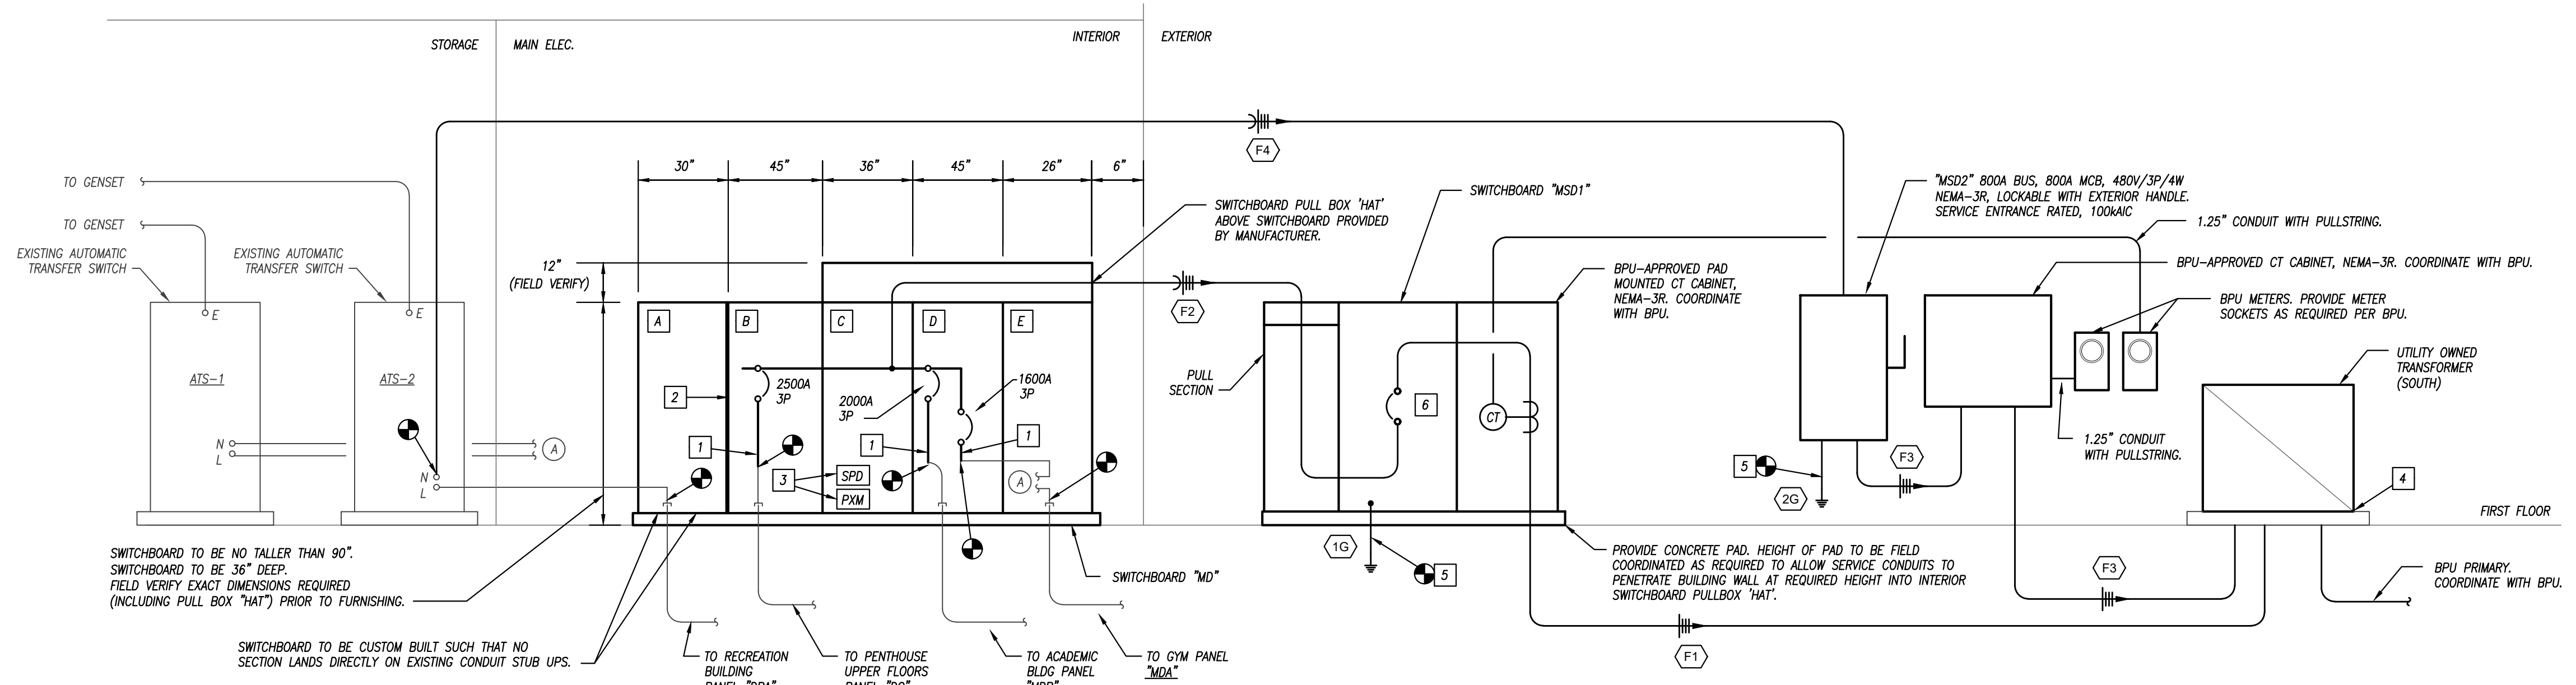 STORAGE
MAIN ELEC.
INTERIOR
EXTERIOR
F4
30"
45"
36"
45"
26"
6"
TO GENSET
TO GENSET
EXISTING AUTOMATIC
TRANSFER SWITCH
EXISTING AUTOMATIC
TRANSFER SWITCH
12"
(FIELD VERIFY)
SWITCHBOARD PULL BOX 'HAT'
ABOVE SWITCHBOARD PROVIDED
BY MANUFACTURER.
F2
SWITCHBOARD "MSD1"
"MSD2" 800A BUS, 800A MCB, 480V/3P/4W
NEMA-3R, LOCKABLE WITH EXTERIOR HANDLE.
SERVICE ENTRANCE RATED, 100kAIC
1.25" CONDUIT WITH PULLSTRING.
BPU-APPROVED CT CABINET, NEMA-3R. COORDINATE WITH BPU.
BPU-APPROVED PAD
MOUNTED CT CABINET,
NEMA-3R. COORDINATE
WITH BPU.
BPU METERS. PROVIDE METER
SOCKETS AS REQUIRED PER BPU.
UTILITY OWNED
TRANSFORMER
(SOUTH)
E
E
ATS-1
ATS-2
N
L
N
L
A
A
B
C
D
E
2
2500A
3P
2000A
3P
1600A
3P
1
1
1
3
SPD
PXM
A
PULL
SECTION
6
CT
5
2G
F3
1.25" CONDUIT
WITH PULLSTRING.
4
FIRST FLOOR
1G
5
SWITCHBOARD TO BE NO TALLER THAN 90".
SWITCHBOARD TO BE 36" DEEP.
FIELD VERIFY EXACT DIMENSIONS REQUIRED
(INCLUDING PULL BOX "HAT") PRIOR TO FURNISHING.
SWITCHBOARD "MD"
PROVIDE CONCRETE PAD. HEIGHT OF PAD TO BE FIELD
COORDINATED AS REQUIRED TO ALLOW SERVICE CONDUITS TO
PENETRATE BUILDING WALL AT REQUIRED HEIGHT INTO INTERIOR
SWITCHBOARD PULLBOX 'HAT'.
F3
BPU PRIMARY.
COORDINATE WITH BPU.
SWITCHBOARD TO BE CUSTOM BUILT SUCH THAT NO
SECTION LANDS DIRECTLY ON EXISTING CONDUIT STUB UPS.
F1
TO RECREATION
BUILDING
TO PENTHOUSE
UPPER FLOORS
TO ACADEMIC
BLDG PANEL
TO GYM PANEL
"MDA"